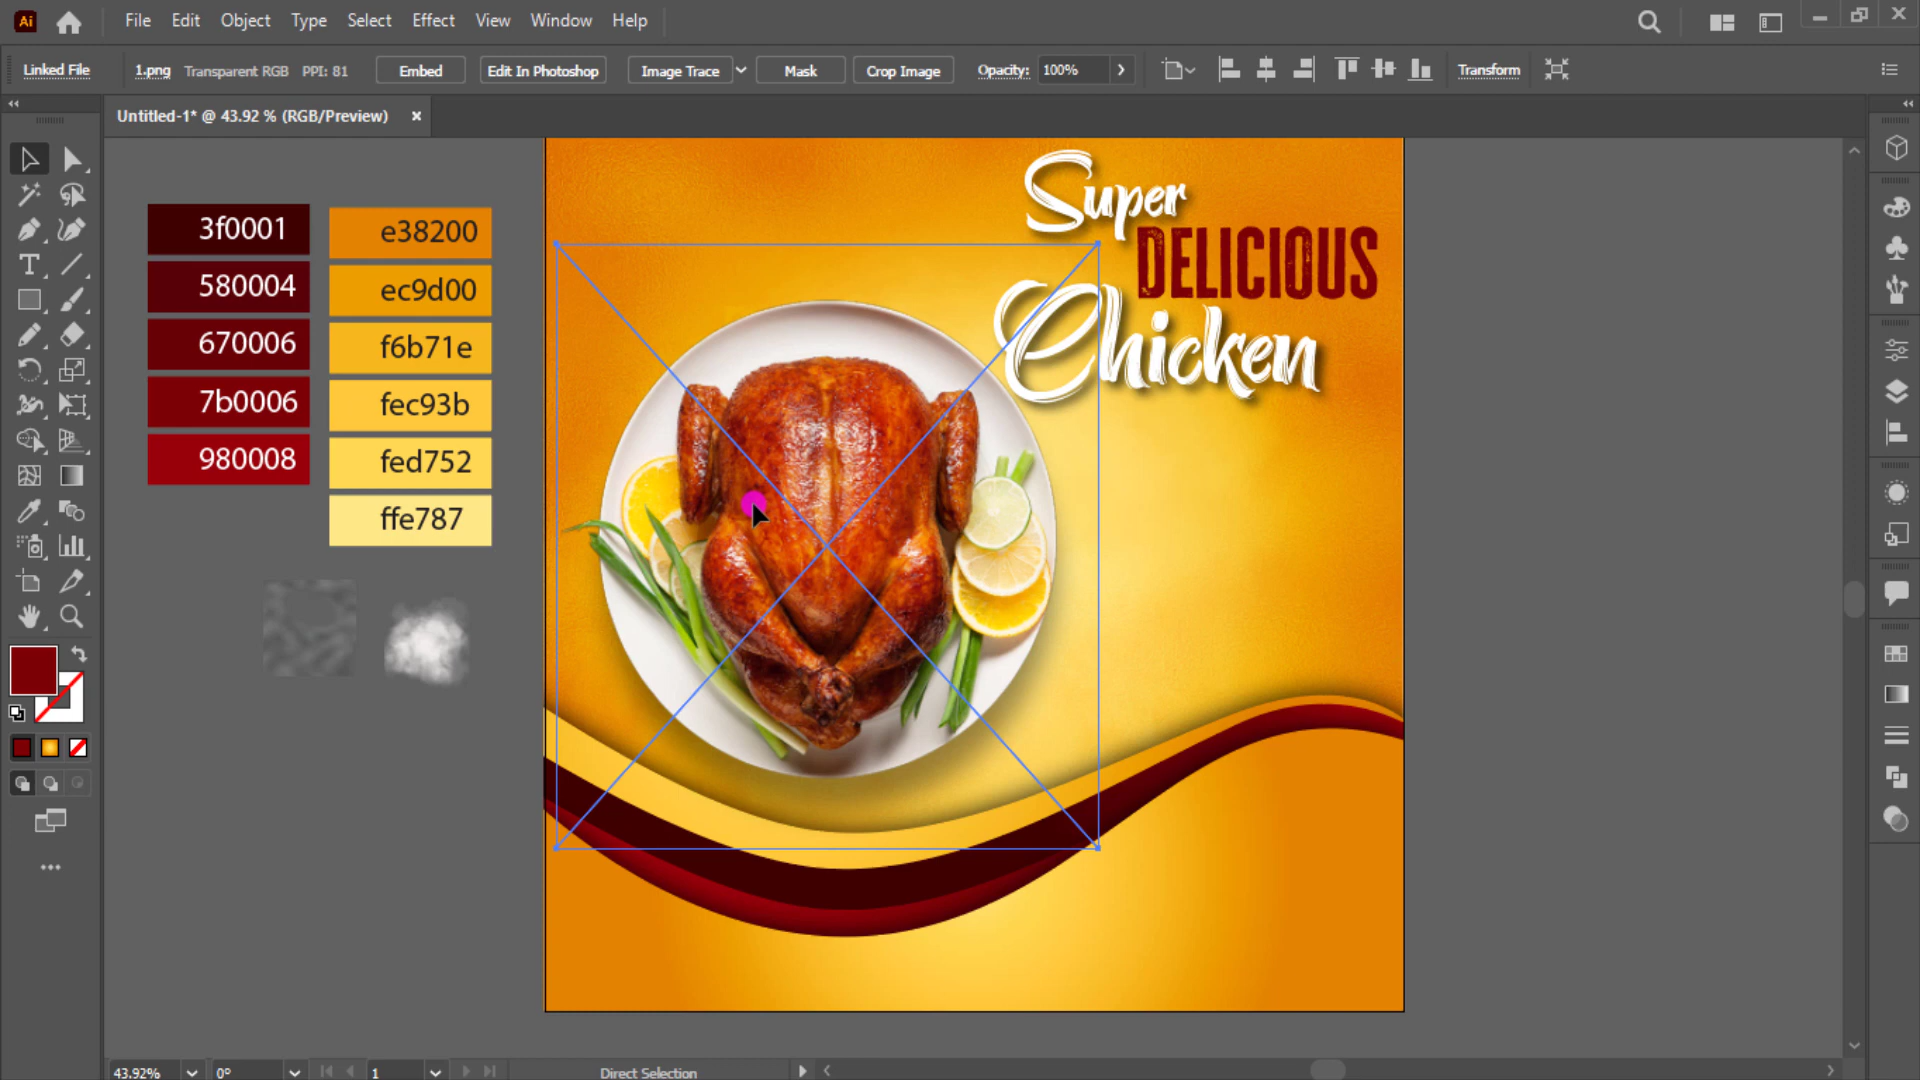 Ai File Edit Object Type Select Effect View Window Help
Linked File 1.png Transparent RGB PPI: 81 Embed Edit In Photoshop Image Trace Mask Crop Image Opacity: 100% Transform
Untitled-1* @ 43.92 % (RGB/Preview) ×
3f0001 e38200
580004 ec9d00
670006 f6b71e
7b0006 fec93b
980008 fed752
ffe787
Super
DELICIOUS
Chicken
43.92% 0° 1 Direct Selection